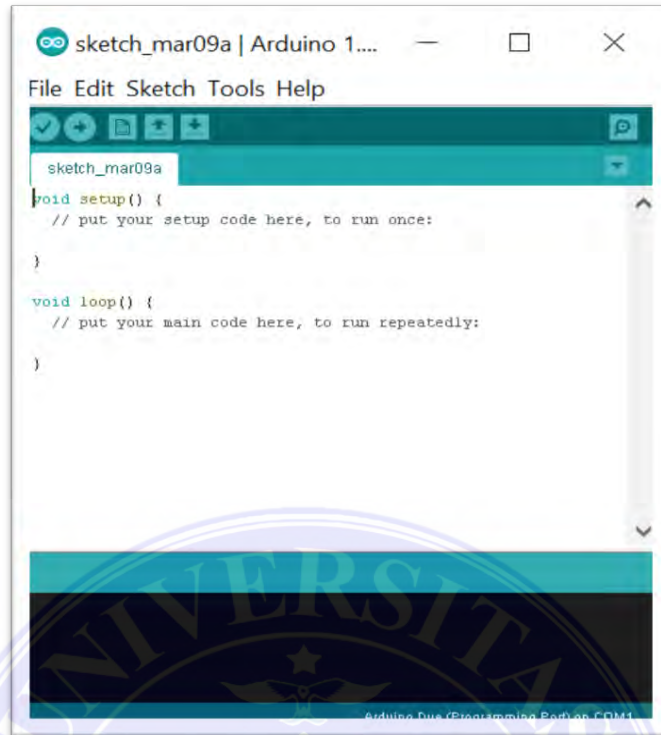 sketch_mar09a | Arduino 1....
File Edit Sketch Tools Help
sketch_mar09a
void setup() {
// put your setup code here, to run once:
}
void loop() {
// put your main code here, to run repeatedly:
}
UNIVERSITAS
Arduino Due (Programming Port) on COM1